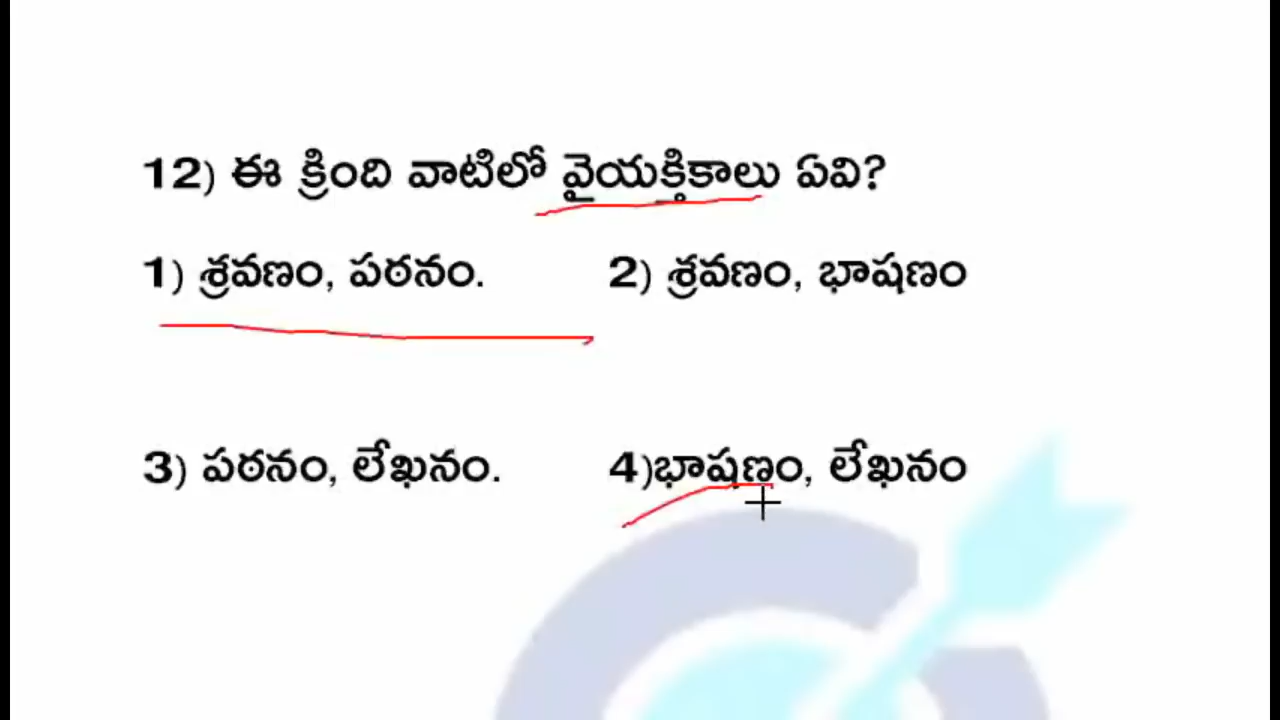 12) ఈ క్రింది వాటిలో వైయక్తికాలు ఏవి?
1) శ్రవణం, పఠనం. 2) శ్రవణం, భాషణం
3) పఠనం, లేఖనం. 4)భాషణం, లేఖనం